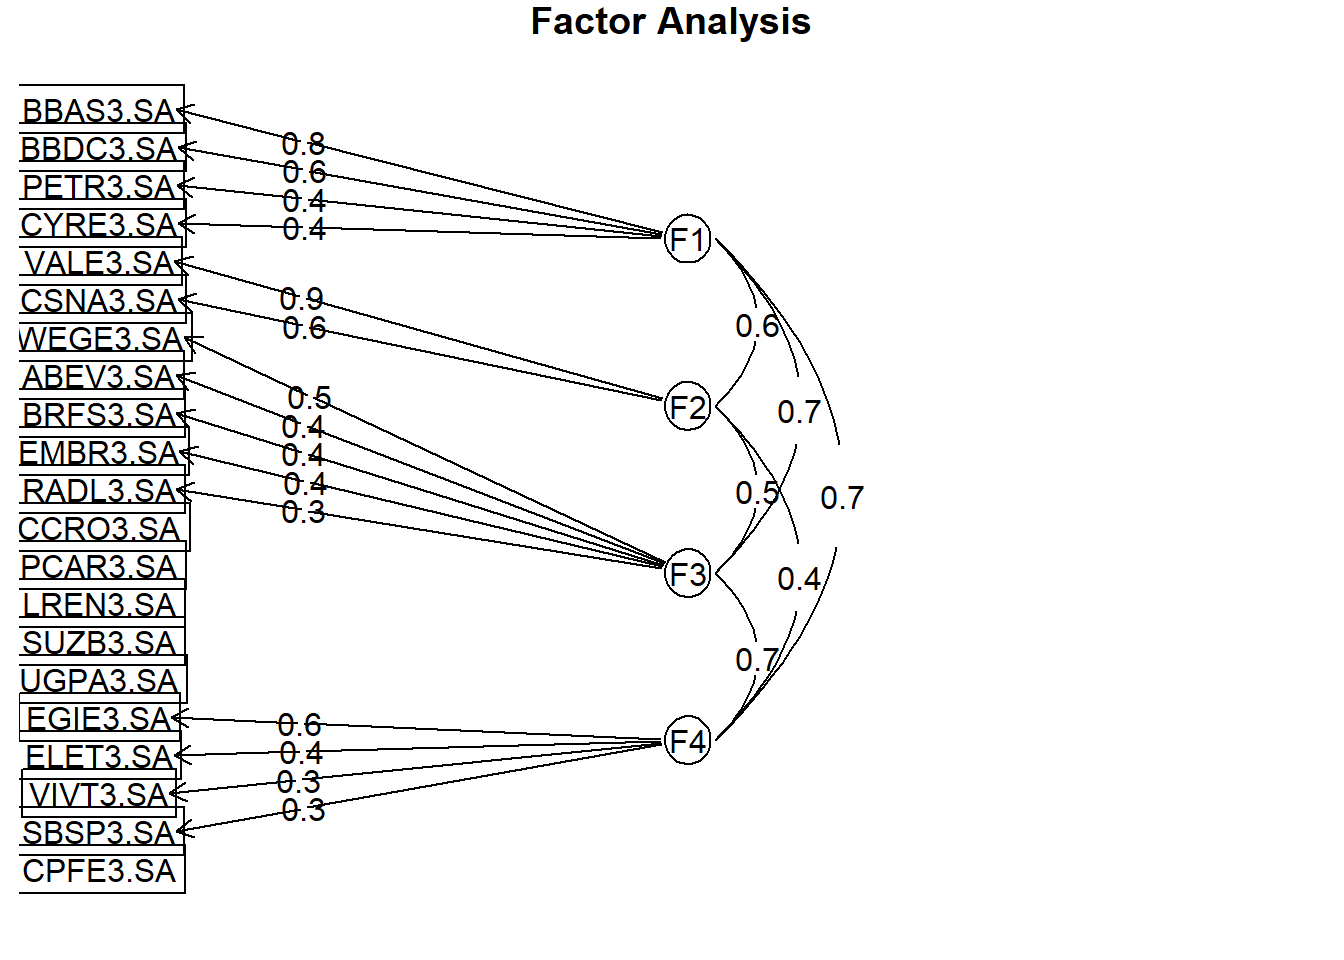 Factor Analysis
BBAS3.SA
BBDC3.SA
PETR3.SA
CYRE3.SA
VALE3.SA
CSNA3.SA
WEGE3.SA
ABEV3.SA
BRFS3.SA
EMBR3.SA
RADL3.SA
CCRO3.SA
PCAR3.SA
LREN3.SA
SUZB3.SA
UGPA3.SA
EGIE3.SA
ELET3.SA
VIVT3.SA
SBSP3.SA
CPFE3.SA
0.8
0.6
0.4
0.4
0.9
0.6
0.5
0.4
0.4
0.4
0.3
0.6
0.4
0.3
0.3
F1
F2
F3
F4
0.6
0.7
0.5
0.7
0.4
0.7